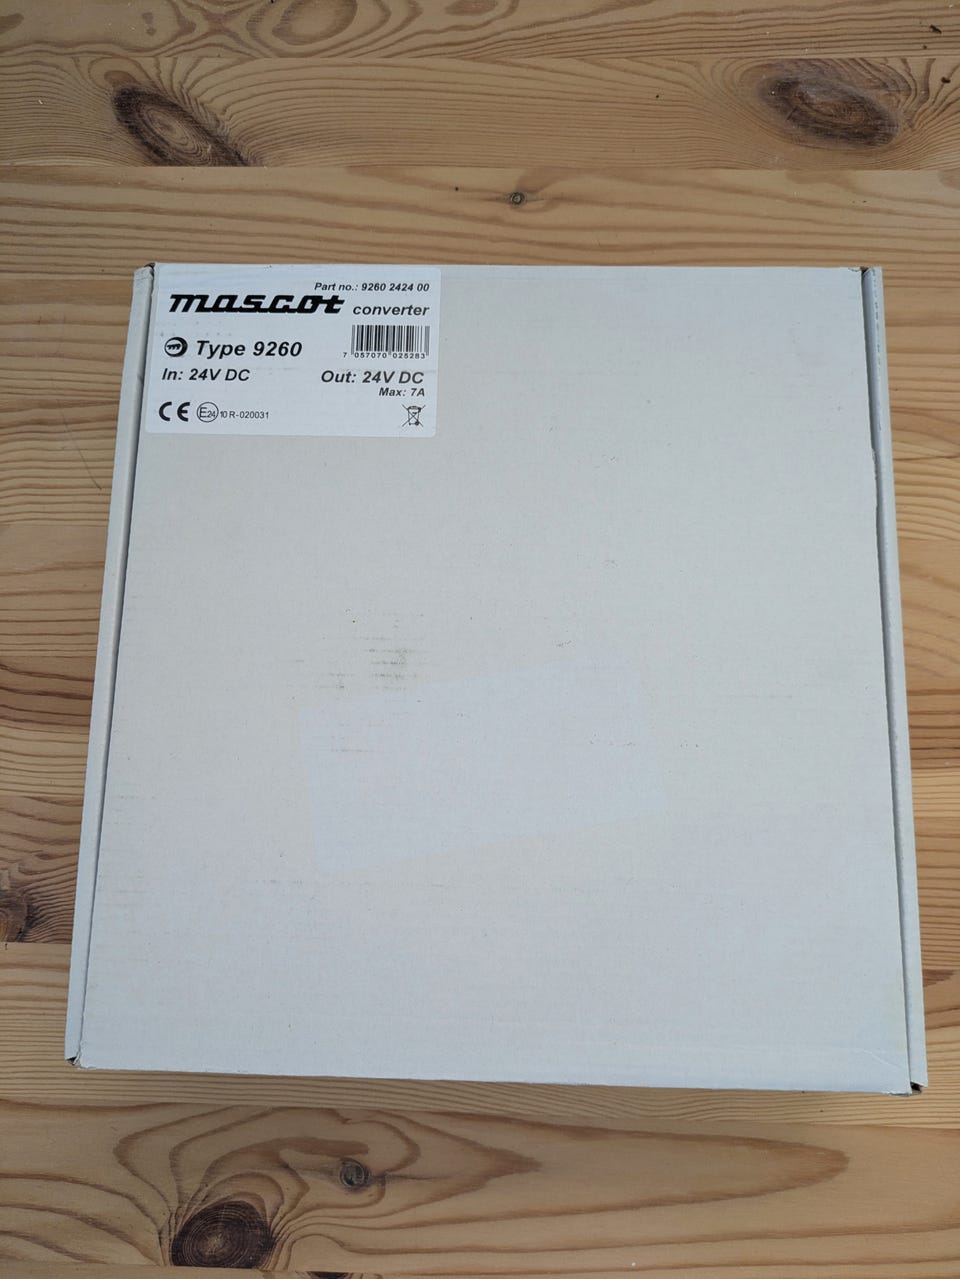 Part no.: 9260 2424 00
mascot converter
Type 9260
7 057070 025283
In: 24V DC Out: 24V DC
Max: 7A
CE E24 10 R-020031